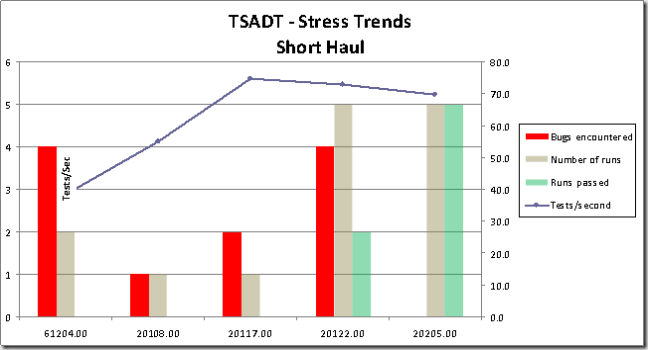 TSADT - Stress Trends
Short Haul
6
5
4
3
2
1
0
Tests/Sec
80.0
70.0
60.0
50.0
40.0
30.0
20.0
10.0
0.0
61204.00 20108.00 20117.00 20122.00 20205.00
Bugs encountered
Number of runs
Runs passed
Tests/second